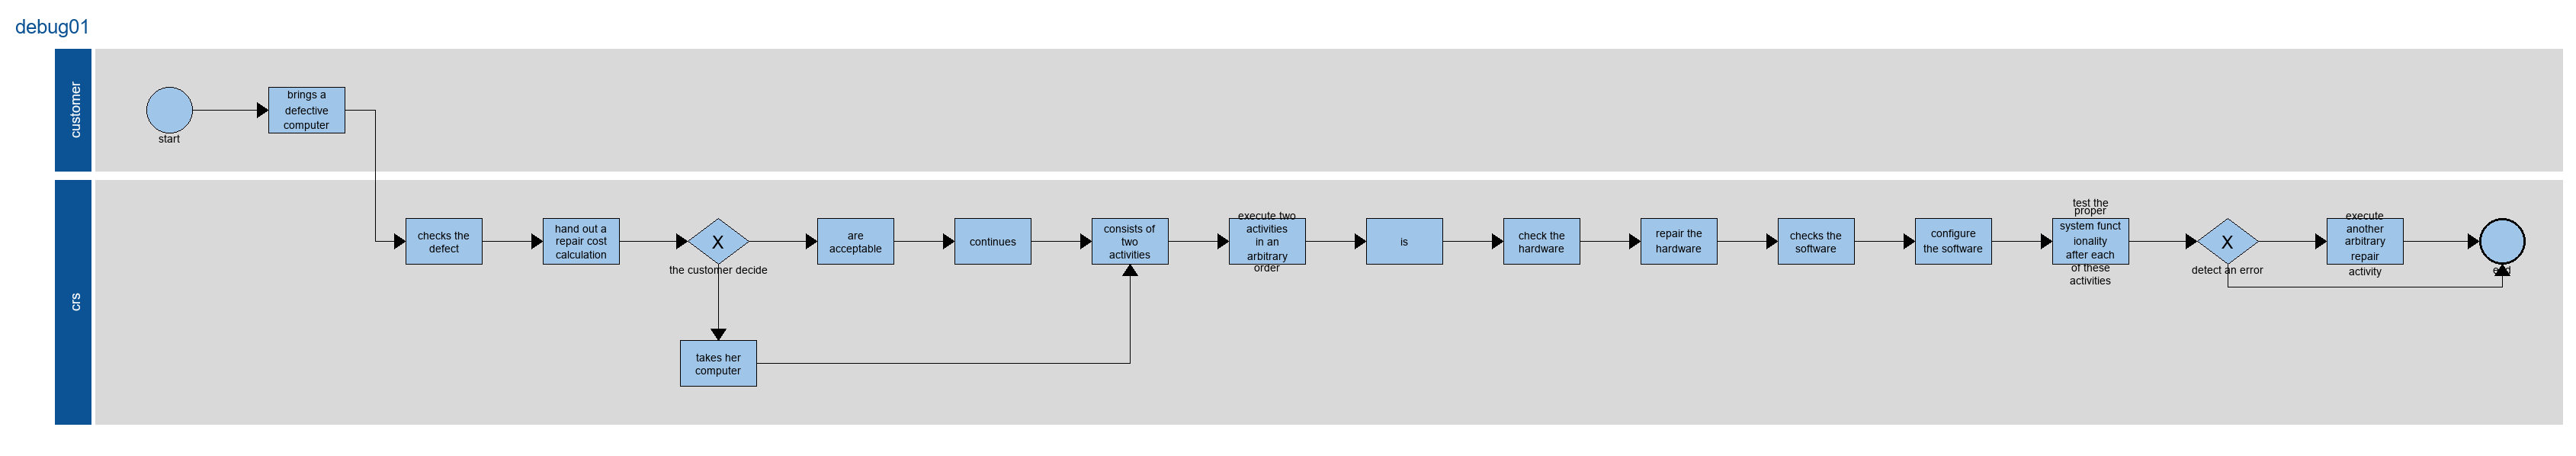 debug01
customer
start
brings a
defective
computer
crs
checks the
defect
hand out a
repair cost
calculation
X
the customer decide
are
acceptable
continues
consists of
two
activities
execute two
activities
in an
arbitrary
order
is
check the
hardware
repair the
hardware
checks the
software
configure
the software
test the
proper
system funct
ionality
after each
of these
activities
X
detect an error
execute
another
arbitrary
repair
activity
end
takes her
computer